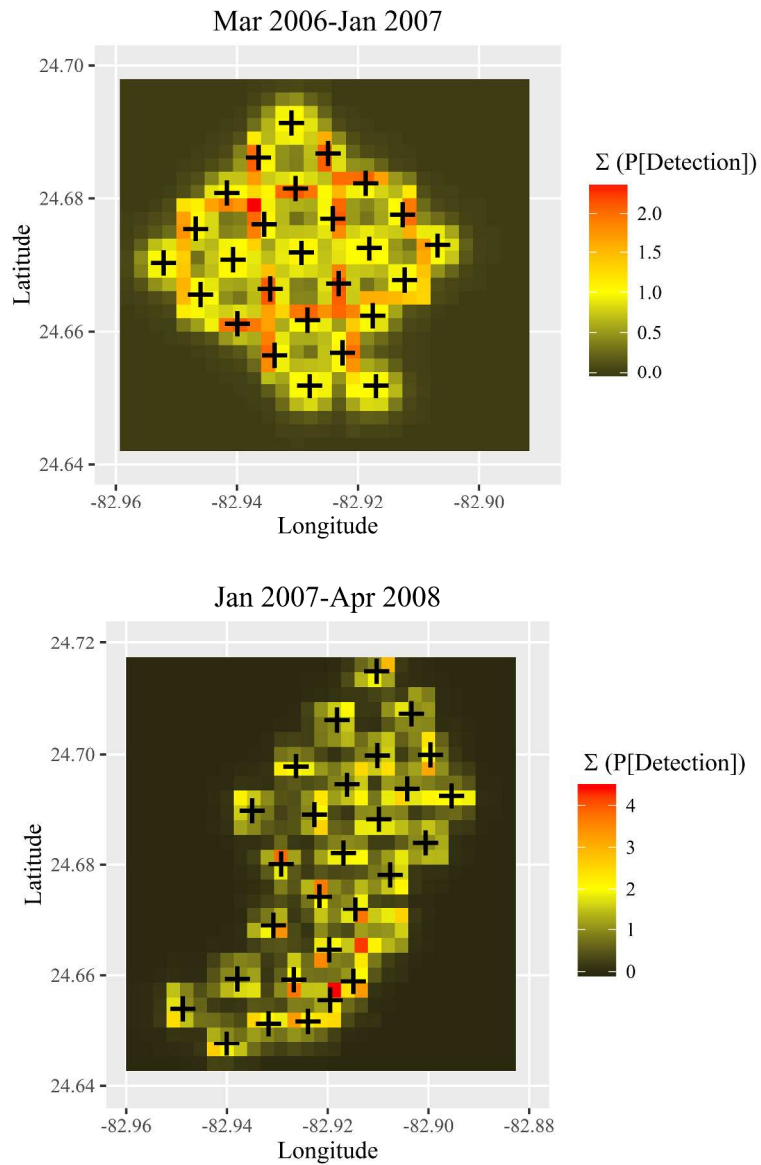 Mar 2006-Jan 2007
24.70
24.68
24.66
24.64
Latitude
-82.96 -82.94 -82.92 -82.90
Longitude
Σ (P[Detection])
2.0
1.5
1.0
0.5
0.0
Jan 2007-Apr 2008
24.72
24.70
24.68
24.66
24.64
Latitude
-82.96 -82.94 -82.92 -82.90 -82.88
Longitude
Σ (P[Detection])
4
3
2
1
0